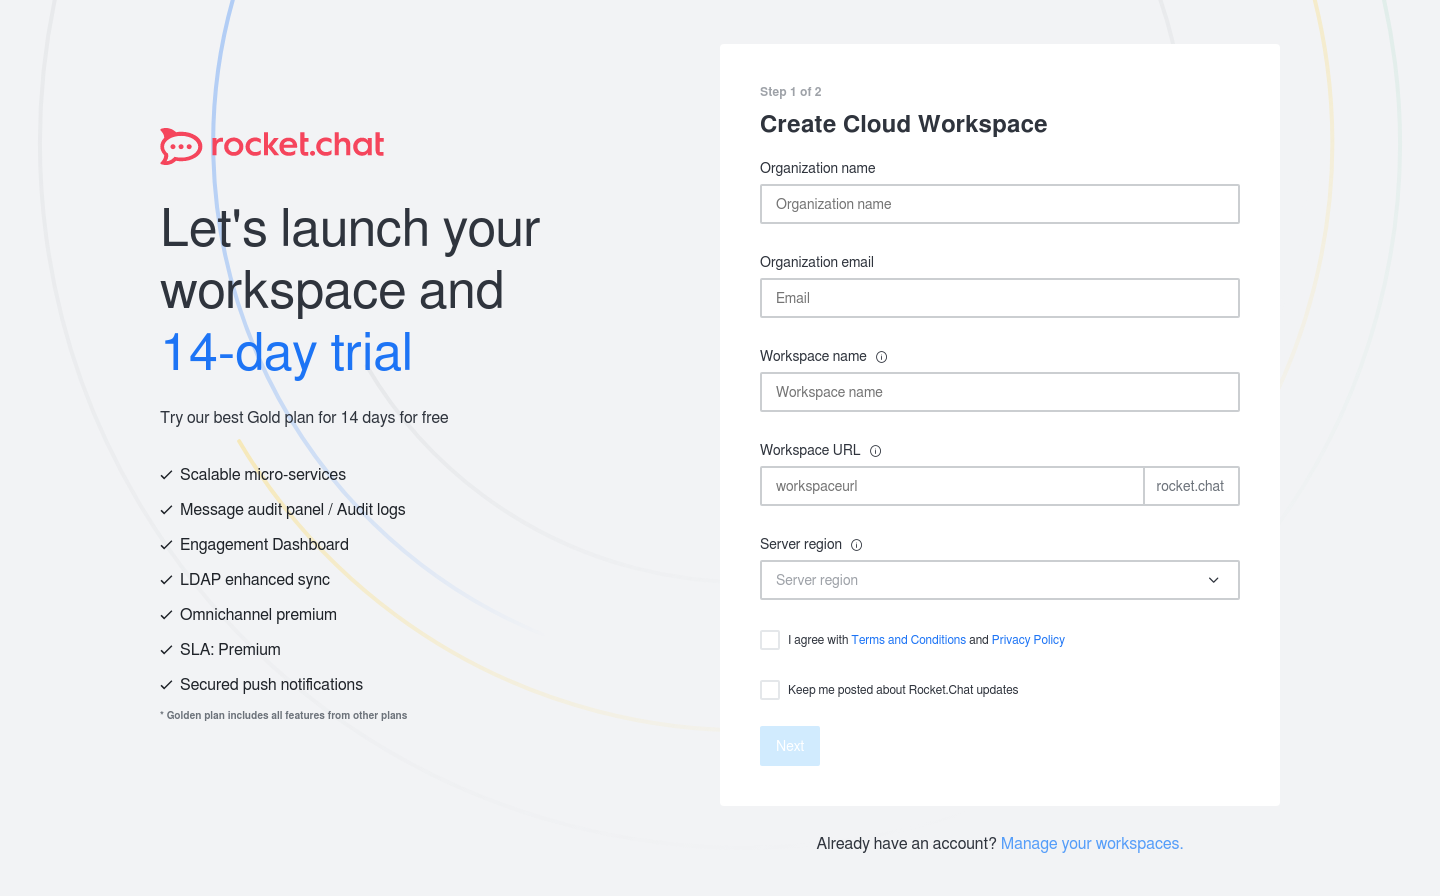 rocket.chat
Let's launch your
workspace and
14-day trial
Try our best Gold plan for 14 days for free
Scalable micro-services
Message audit panel / Audit logs
Engagement Dashboard
LDAP enhanced sync
Omnichannel premium
SLA: Premium
Secured push notifications
* Golden plan includes all features from other plans
Step 1 of 2
Create Cloud Workspace
Organization name
Organization name
Organization email
Email
Workspace name
Workspace name
Workspace URL
workspaceurl rocket.chat
Server region
Server region
I agree with Terms and Conditions and Privacy Policy
Keep me posted about Rocket.Chat updates
Next
Already have an account? Manage your workspaces.